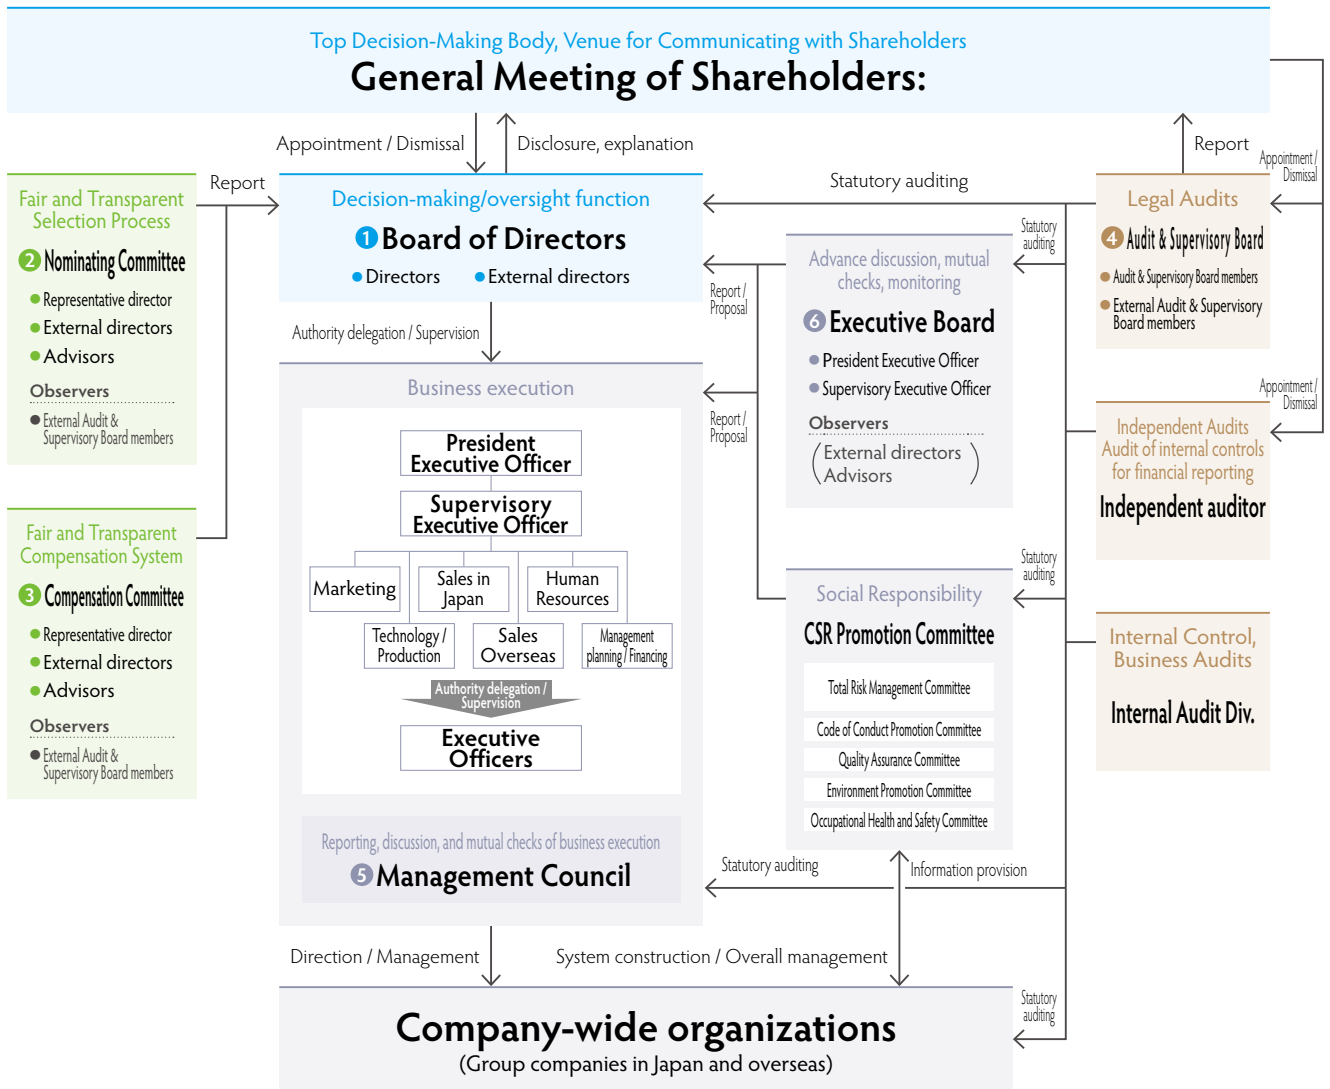 Top Decision-Making Body, Venue for Communicating with Shareholders
General Meeting of Shareholders:
Appointment / Dismissal
Disclosure, explanation
Report
Appointment /
Dismissal
Fair and Transparent
Selection Process
2 Nominating Committee
Representative director
External directors
Advisors
Observers
External Audit &
Supervisory Board members
Report
Decision-making/oversight function
1 Board of Directors
Directors
External directors
Statutory auditing
Legal Audits
4 Audit & Supervisory Board
Audit & Supervisory Board members
External Audit & Supervisory
Board members
Statutory
auditing
Advance discussion, mutual
checks, monitoring
6 Executive Board
President Executive Officer
Supervisory Executive Officer
Observers
External directors
Advisors
Report /
Proposal
Authority delegation / Supervision
Report /
Proposal
Appointment /
Dismissal
Independent Audits
Audit of internal controls
for financial reporting
Independent auditor
Business execution
President
Executive Officer
Supervisory
Executive Officer
Marketing
Sales in
Japan
Human
Resources
Technology /
Production
Sales
Overseas
Management
planning / Financing
Authority delegation /
Supervision
Executive
Officers
Reporting, discussion, and mutual checks of business execution
5 Management Council
Fair and Transparent
Compensation System
3 Compensation Committee
Representative director
External directors
Advisors
Observers
External Audit &
Supervisory Board members
Statutory
auditing
Social Responsibility
CSR Promotion Committee
Total Risk Management Committee
Code of Conduct Promotion Committee
Quality Assurance Committee
Environment Promotion Committee
Occupational Health and Safety Committee
Internal Control,
Business Audits
Internal Audit Div.
Statutory auditing
Information provision
Direction / Management
System construction / Overall management
Statutory
auditing
Company-wide organizations
(Group companies in Japan and overseas)